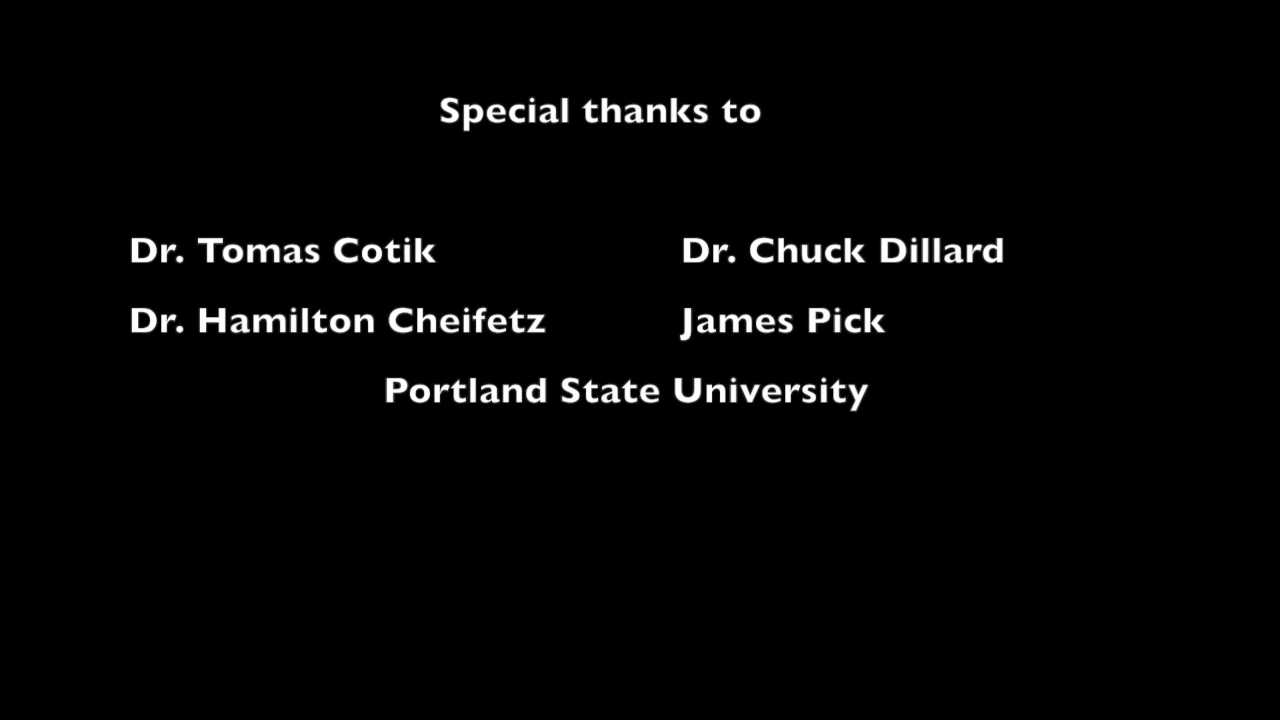 Special thanks to
Dr. Tomas Cotik Dr. Chuck Dillard
Dr. Hamilton Cheifetz James Pick
Portland State University